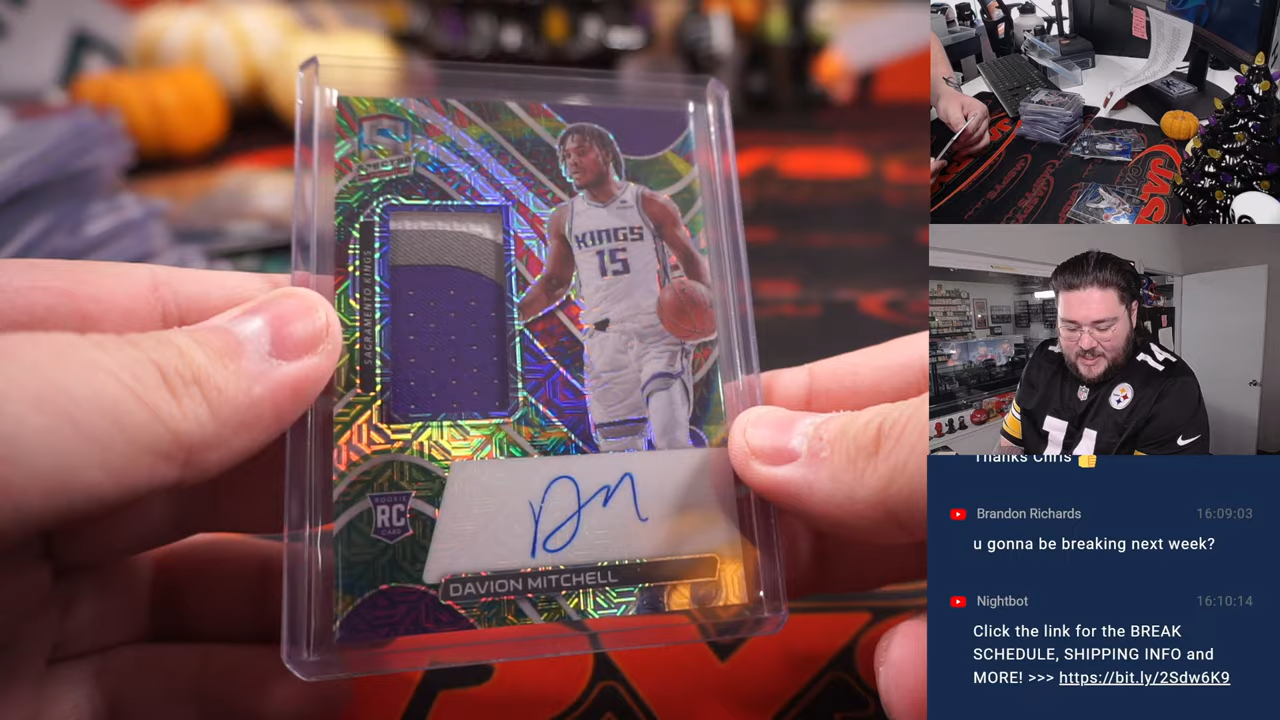 SPECTRA
SACRAMENTO KINGS
KINGS
15
ROOKIE
RC
CARD
DAVION MITCHELL
14
14
Thanks Chris 👍
Brandon Richards 16:09:03
u gonna be breaking next week?
Nightbot 16:10:14
Click the link for the BREAK
SCHEDULE, SHIPPING INFO and
MORE! >>> https://bit.ly/2Sdw6K9